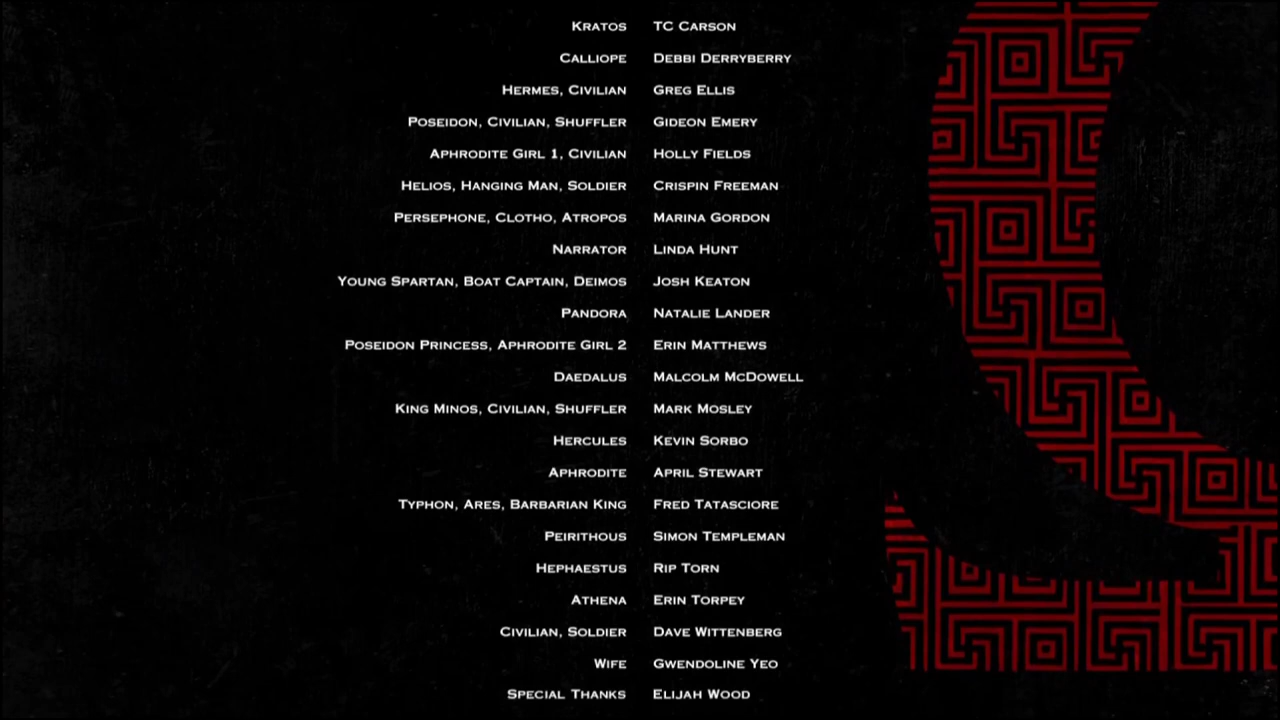 Kratos TC Carson
Calliope Debbi Derryberry
Hermes, Civilian Greg Ellis
Poseidon, Civilian, Shuffler Gideon Emery
Aphrodite Girl 1, Civilian Holly Fields
Helios, Hanging Man, Soldier Crispin Freeman
Persephone, Clotho, Atropos Marina Gordon
Narrator Linda Hunt
Young Spartan, Boat Captain, Deimos Josh Keaton
Pandora Natalie Lander
Poseidon Princess, Aphrodite Girl 2 Erin Matthews
Daedalus Malcolm McDowell
King Minos, Civilian, Shuffler Mark Mosley
Hercules Kevin Sorbo
Aphrodite April Stewart
Typhon, Ares, Barbarian King Fred Tatasciore
Peirithous Simon Templeman
Hephaestus Rip Torn
Athena Erin Torpey
Civilian, Soldier Dave Wittenberg
Wife Gwendoline Yeo
Special Thanks Elijah Wood